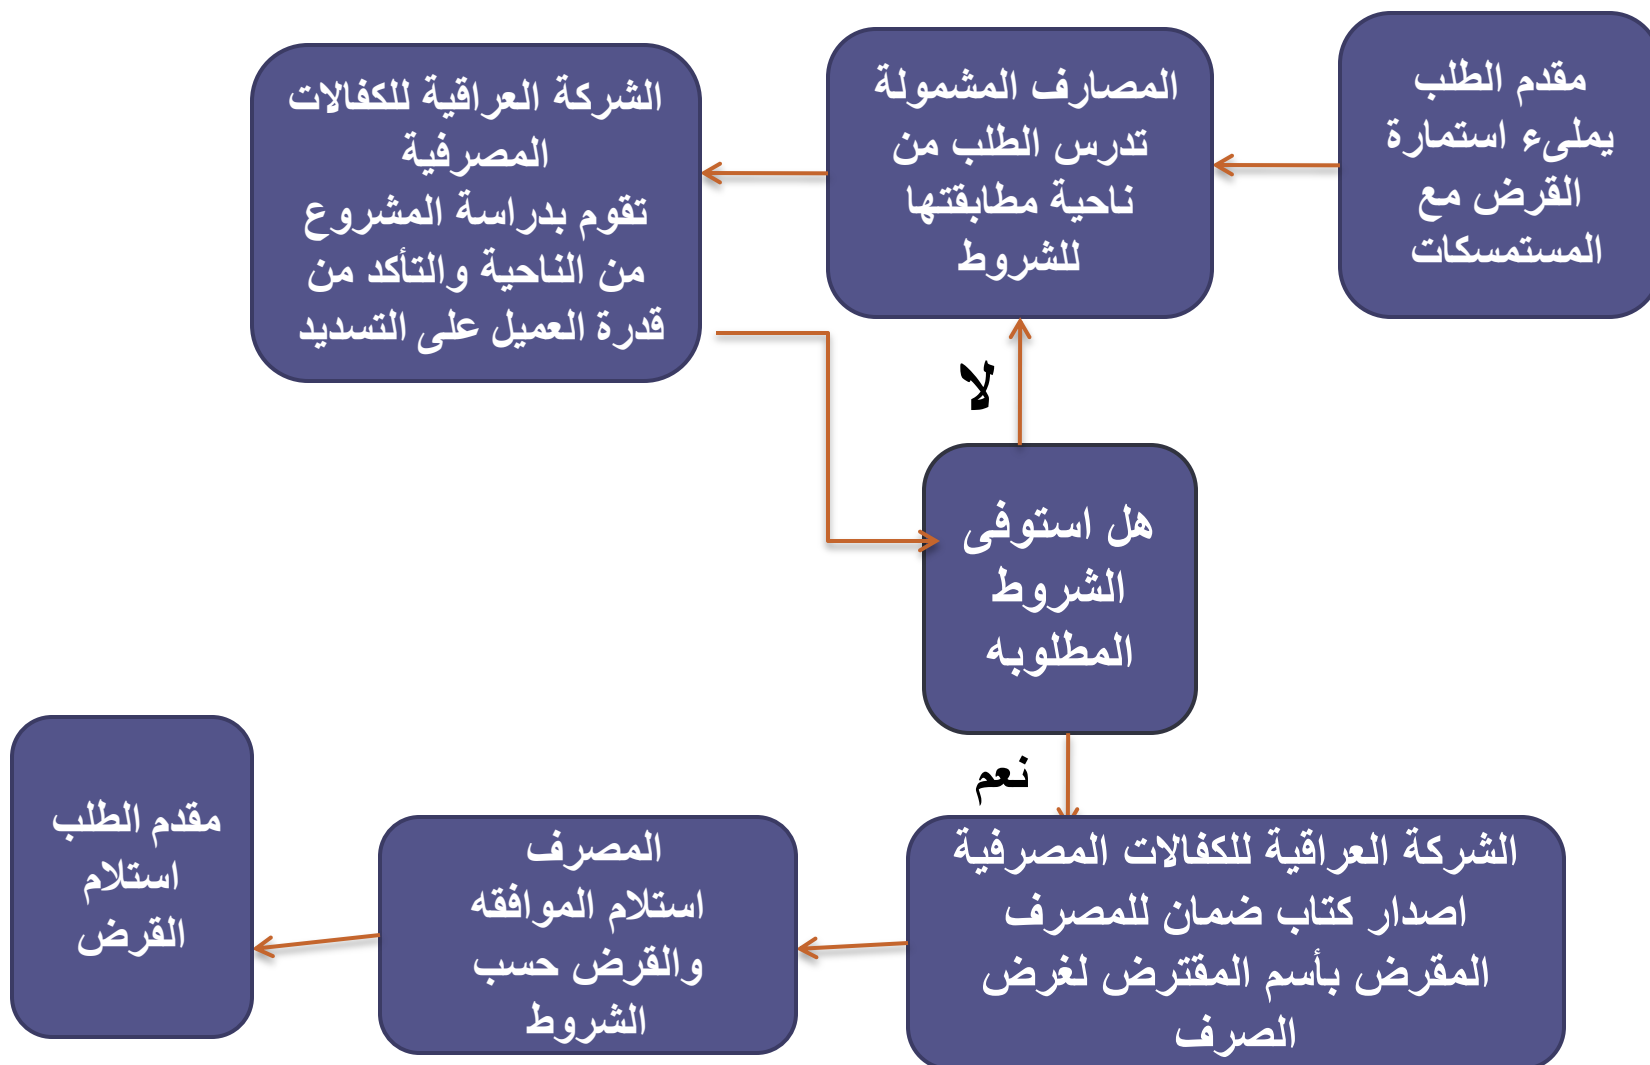 مقدم الطلب
يملىء استمارة
القرض مع
المستمسكات
المصارف المشمولة
تدرس الطلب من
ناحية مطابقتها
للشروط
الشركة العراقية للكفالات
المصرفية
تقوم بدراسة المشروع
من الناحية والتأكد من
قدرة العميل على التسديد
لا
هل استوفى
الشروط
المطلوبه
نعم
الشركة العراقية للكفالات المصرفية
اصدار كتاب ضمان للمصرف
المقرض بأسم المقترض لغرض
الصرف
المصرف
استلام الموافقه
والقرض حسب
الشروط
مقدم الطلب
استلام
القرض